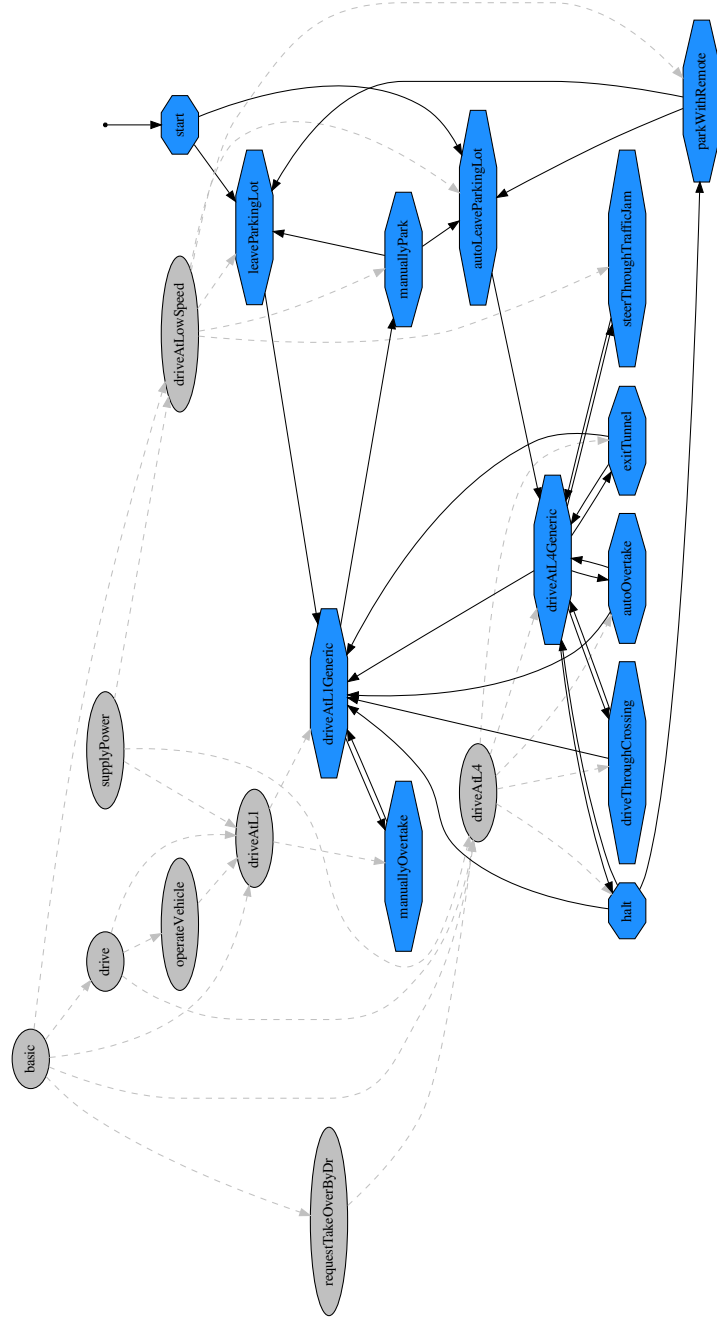 basic
drive
supplyPower
operateVehicle
driveAtLowSpeed
start
driveAtL1
leaveParkingLot
requestTakeOverByDr
driveAtL1Generic
manuallyOvertake
manuallyPark
driveAtL4
autoLeaveParkingLot
driveAtL4Generic
halt
driveThroughCrossing
autoOvertake
exitTunnel
steerThroughTrafficJam
parkWithRemote